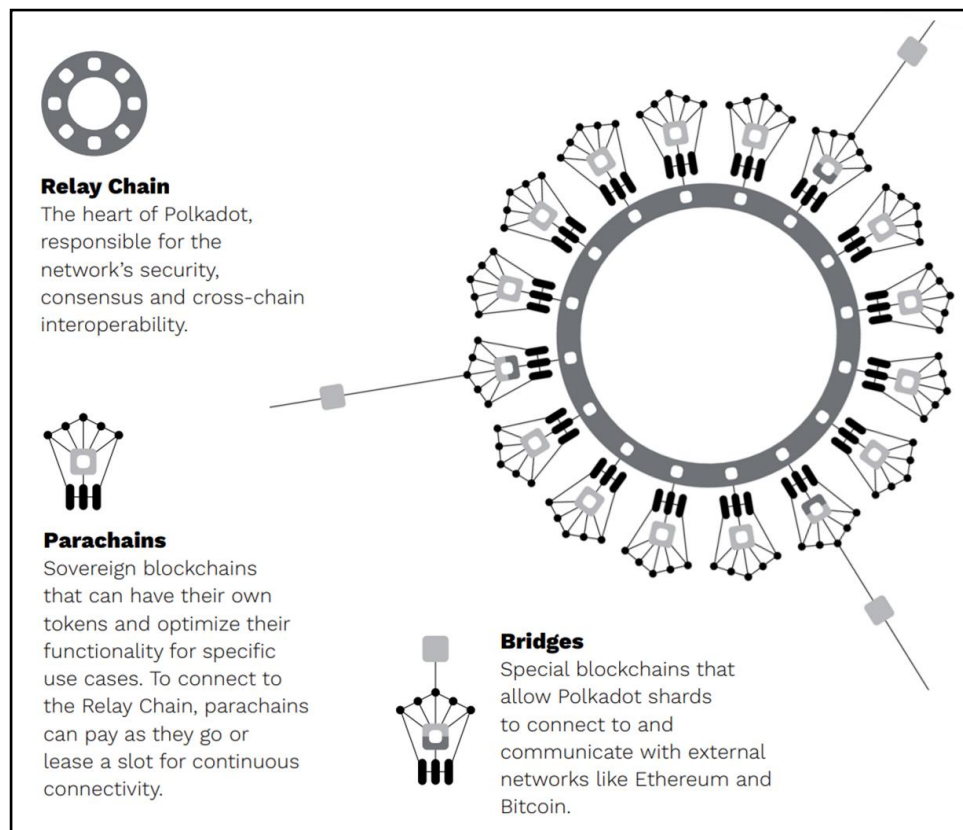 Relay Chain
The heart of Polkadot,
responsible for the
network's security,
consensus and cross-chain
interoperability.
Parachains
Sovereign blockchains
that can have their own
tokens and optimize their
functionality for specific
use cases. To connect to
the Relay Chain, parachains
can pay as they go or
lease a slot for continuous
connectivity.
Bridges
Special blockchains that
allow Polkadot shards
to connect to and
communicate with external
networks like Ethereum and
Bitcoin.